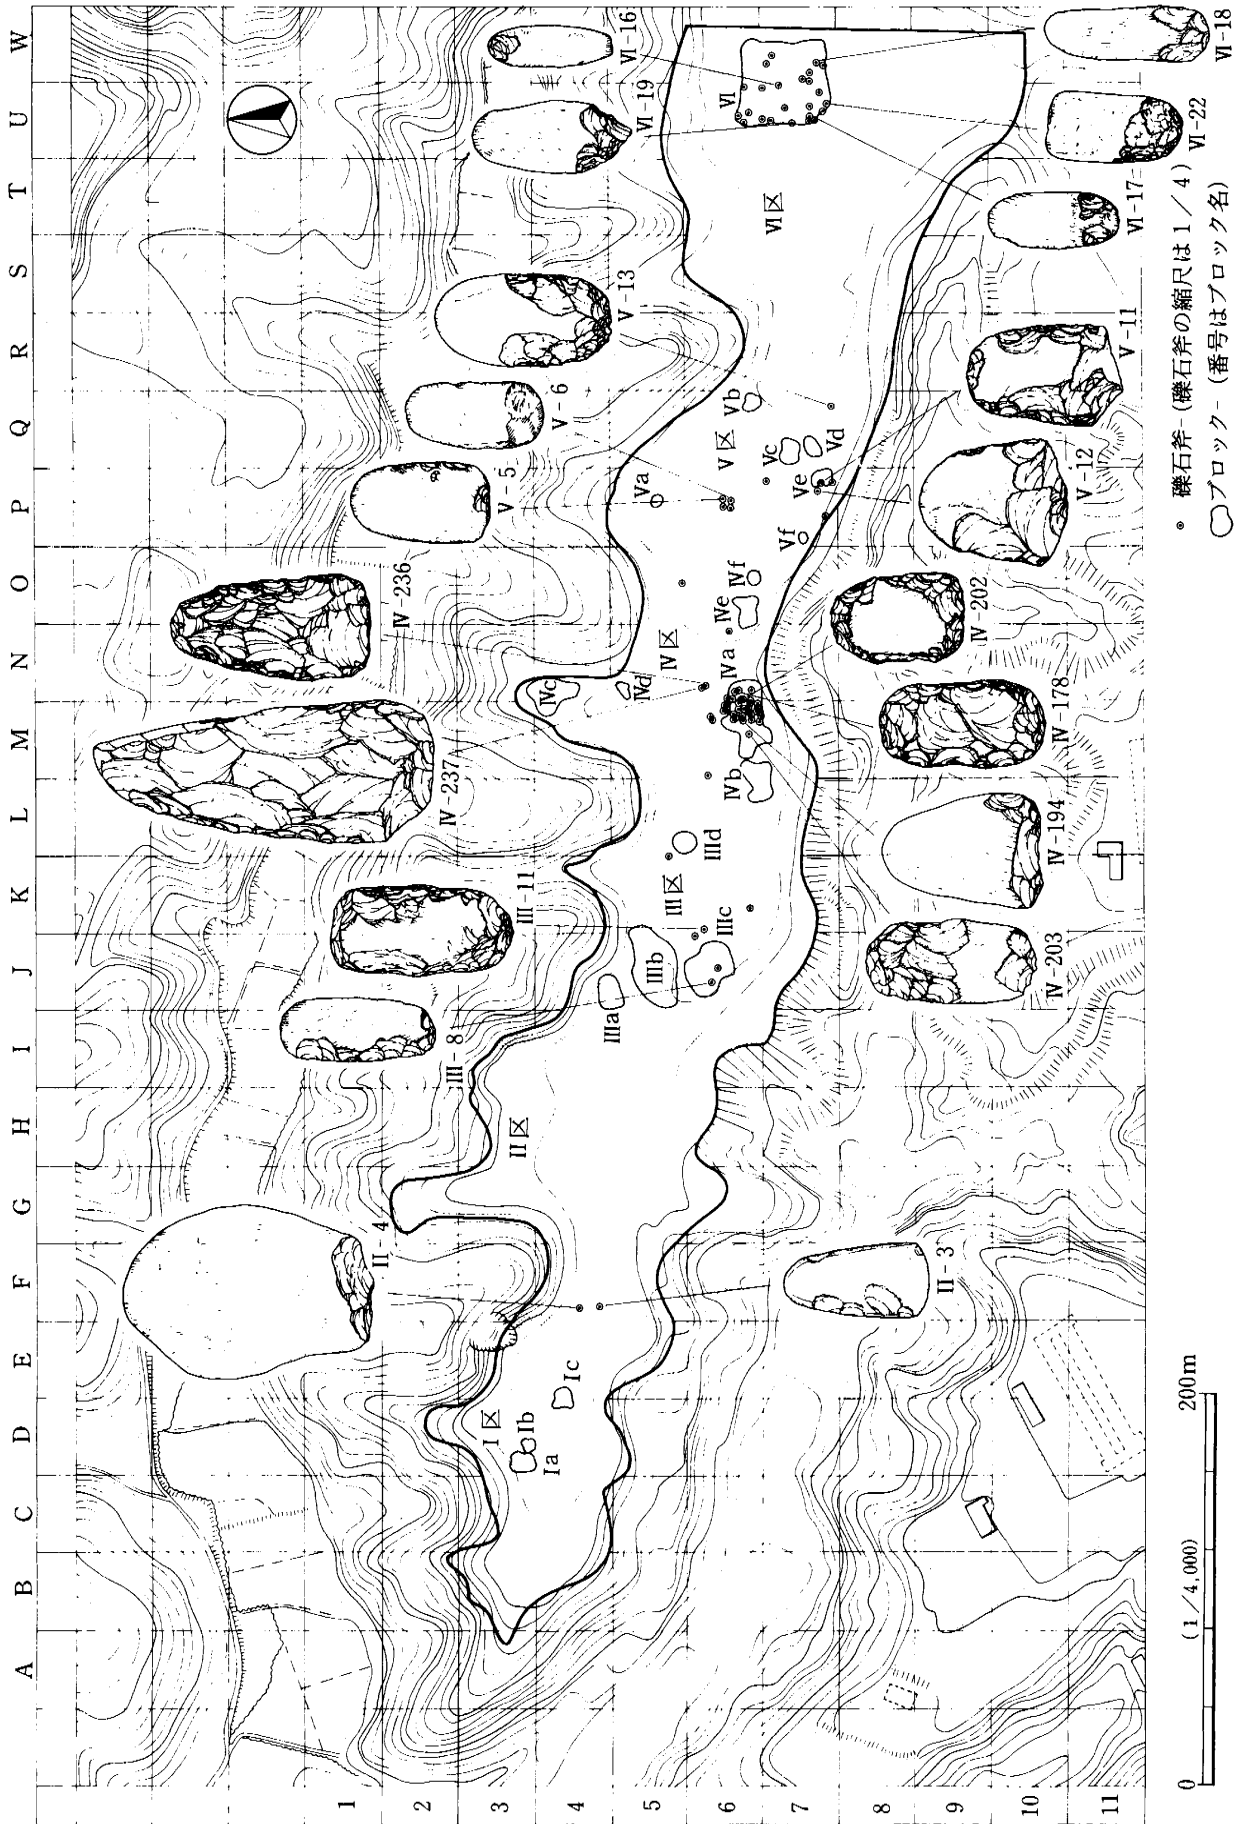 A B C D E F G H I J K L M N O P Q R S T U W
1
2
3
4
5
6
7
8
9
10
11
II-4
III-8
III-11
IV-237
IV-236
V-5
V-6
V-13
VI-19
VI-16
I区
Ia
Ib
Ic
II区
IIIa
IIIb
IIIc
III区
IIId
IVb
IVa
IVc
IVd
IV区
IVe
IVf
Va
Vf
Ve
Vd
Vc
Vb
V区
VI区
VI
II-3
IV-203
IV-194
IV-178
IV-202
V-12
V-11
VI-17
VI-22
VI-18
0 (1/4,000) 200m
礫石斧-(礫石斧の縮尺は1/4)
ブロック-(番号はブロック名)